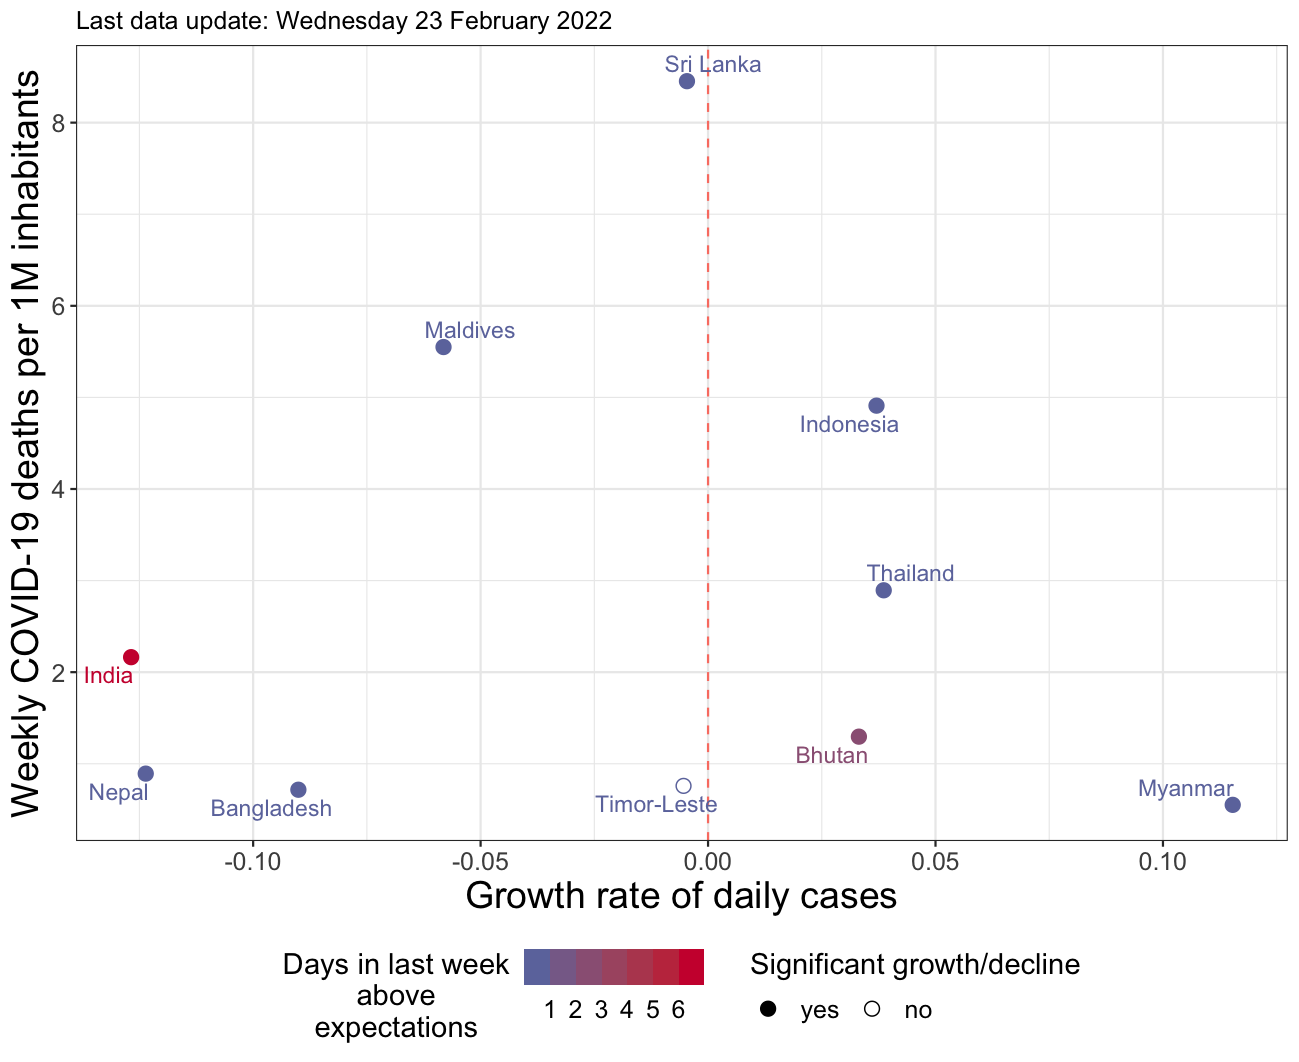 Last data update: Wednesday 23 February 2022
Weekly COVID-19 deaths per 1M inhabitants
8
6
4
2
Sri Lanka
Maldives
Indonesia
Thailand
India
Bhutan
Nepal
Bangladesh
Timor-Leste
Myanmar
-0.10 -0.05 0.00 0.05 0.10
Growth rate of daily cases
Days in last week
above
expectations
1 2 3 4 5 6
Significant growth/decline
yes no